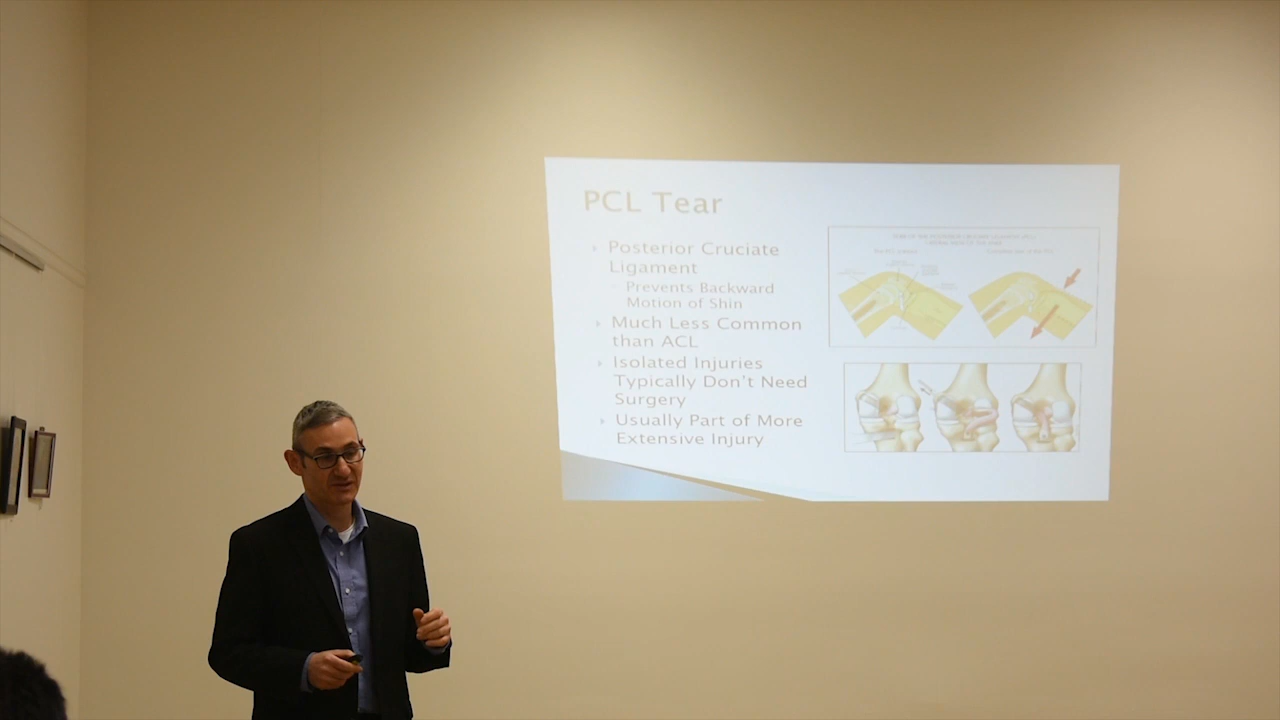 PCL Tear
Posterior Cruciate
Ligament
Prevents Backward
Motion of Shin
Much Less Common
than ACL
Isolated Injuries
Typically Don't Need
Surgery
Usually Part of More
Extensive Injury